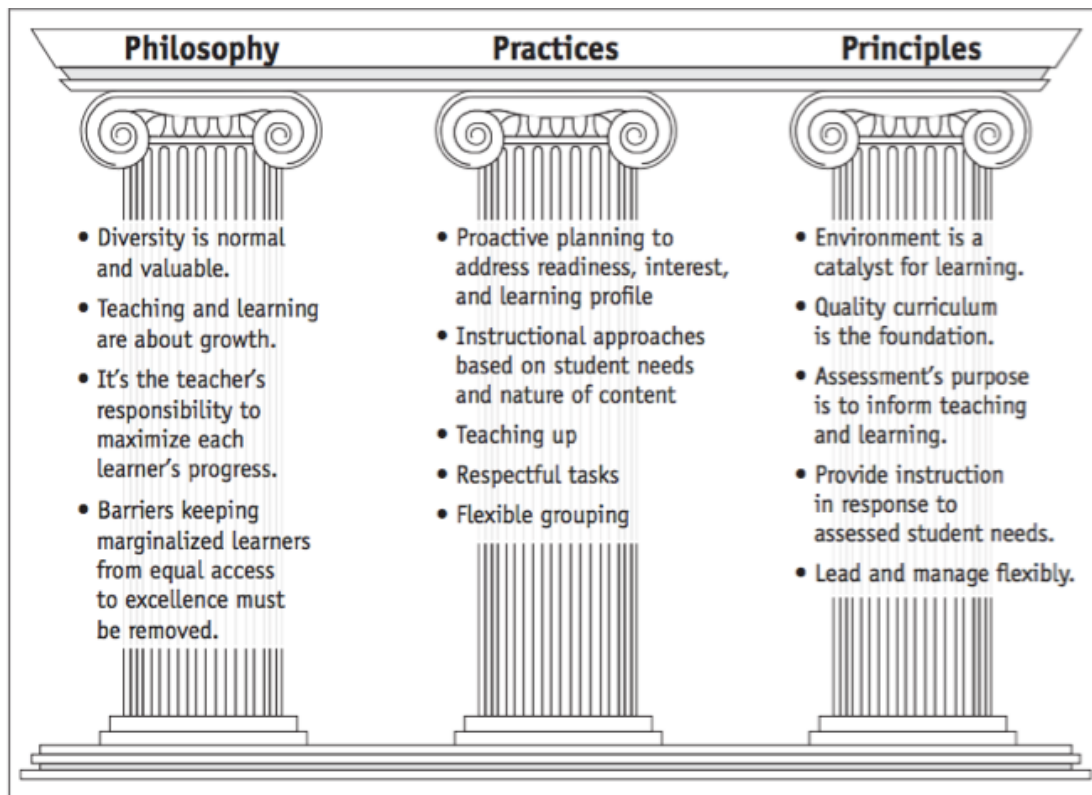 Philosophy
• Diversity is normal
and valuable.
• Teaching and learning
are about growth.
• It's the teacher's
responsibility to
maximize each
learner's progress.
• Barriers keeping
marginalized learners
from equal access
to excellence must
be removed.
Practices
• Proactive planning to
address readiness, interest,
and learning profile
• Instructional approaches
based on student needs
and nature of content
• Teaching up
• Respectful tasks
• Flexible grouping
Principles
• Environment is a
catalyst for learning.
• Quality curriculum
is the foundation.
• Assessment's purpose
is to inform teaching
and learning.
• Provide instruction
in response to
assessed student needs.
• Lead and manage flexibly.